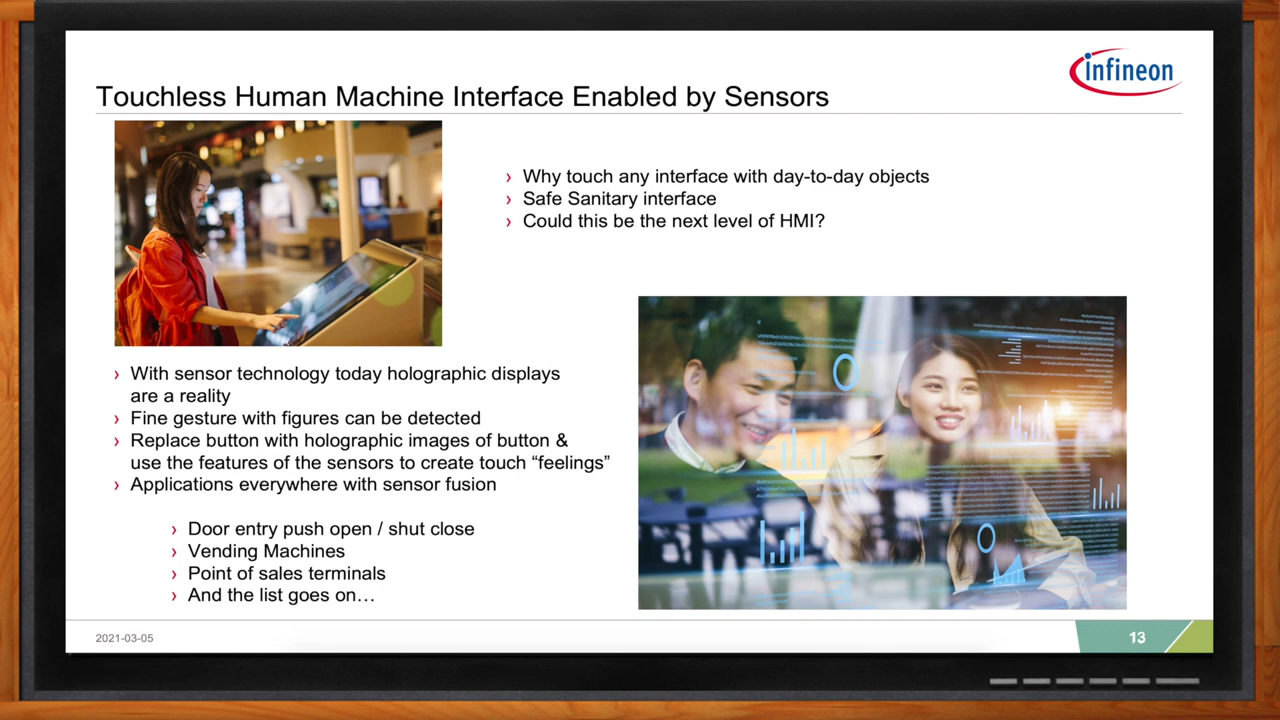 infineon
Touchless Human Machine Interface Enabled by Sensors
› Why touch any interface with day-to-day objects
› Safe Sanitary interface
› Could this be the next level of HMI?
› With sensor technology today holographic displays
are a reality
› Fine gesture with figures can be detected
› Replace button with holographic images of button &
use the features of the sensors to create touch “feelings”
› Applications everywhere with sensor fusion
› Door entry push open / shut close
› Vending Machines
› Point of sales terminals
› And the list goes on…
2021-03-05
13